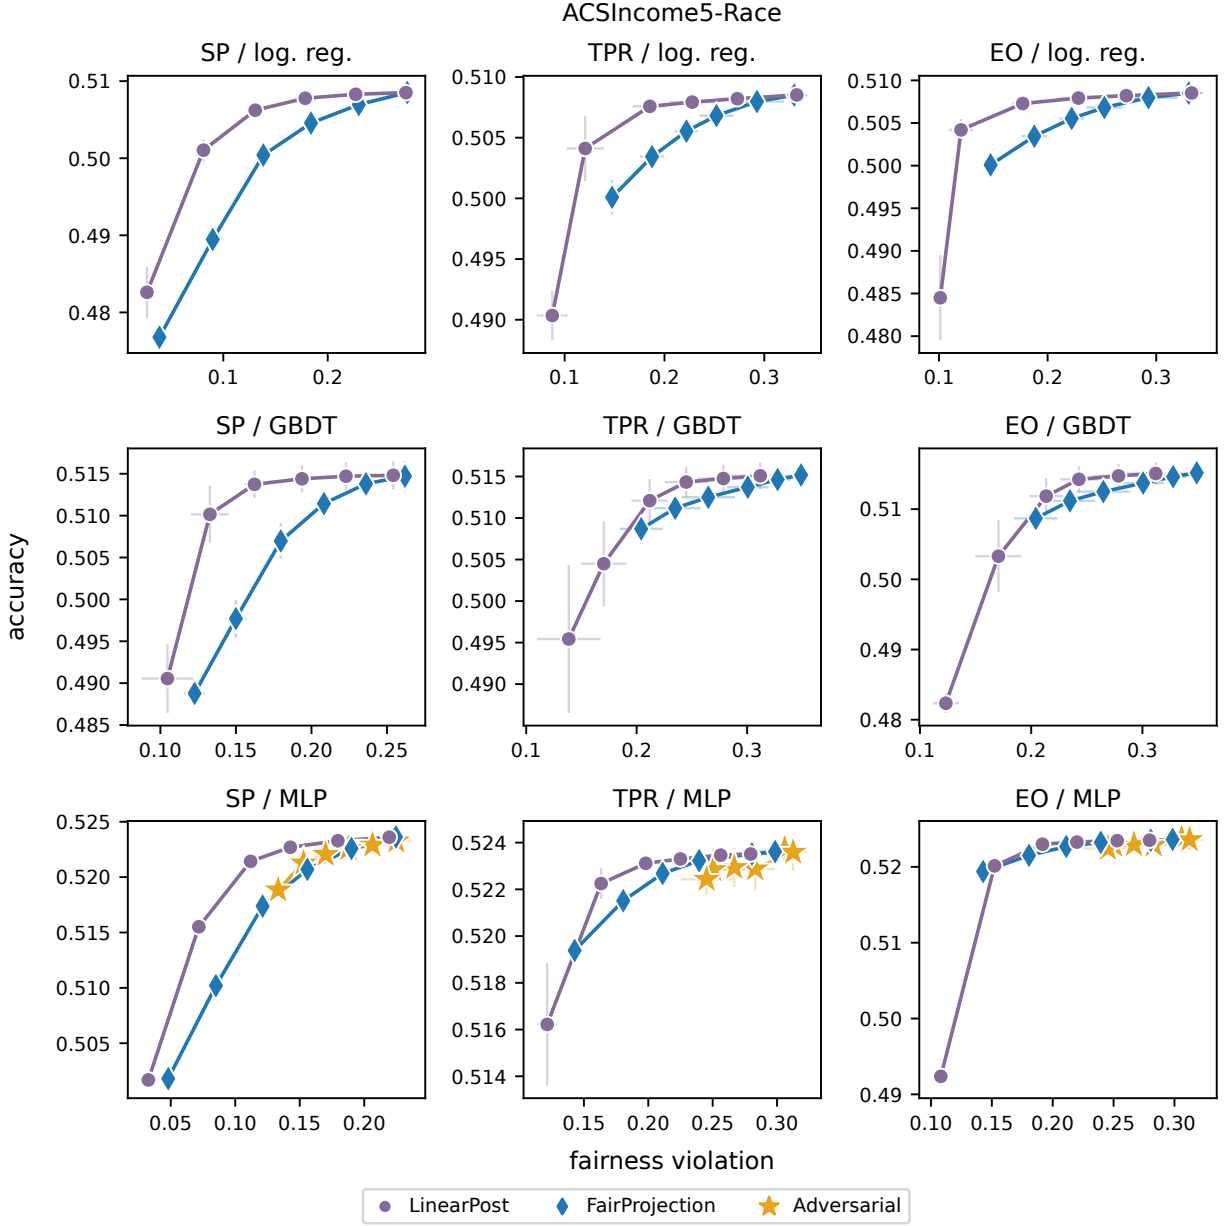 ACSIncome5-Race
SP / log. reg.
TPR / log. reg.
EO / log. reg.
0.51
0.50
0.49
0.48
0.1 0.2
0.510
0.505
0.500
0.495
0.490
0.1 0.2 0.3
0.510
0.505
0.500
0.495
0.490
0.485
0.480
0.1 0.2 0.3
SP / GBDT
TPR / GBDT
EO / GBDT
0.515
0.510
0.505
0.500
0.495
0.490
0.485
0.10 0.15 0.20 0.25
0.515
0.510
0.505
0.500
0.495
0.490
0.1 0.2 0.3
0.51
0.50
0.49
0.48
0.1 0.2 0.3
accuracy
SP / MLP
TPR / MLP
EO / MLP
0.525
0.520
0.515
0.510
0.505
0.05 0.10 0.15 0.20
0.524
0.522
0.520
0.518
0.516
0.514
0.15 0.20 0.25 0.30
0.52
0.51
0.50
0.49
0.10 0.15 0.20 0.25 0.30
fairness violation
LinearPost FairProjection Adversarial